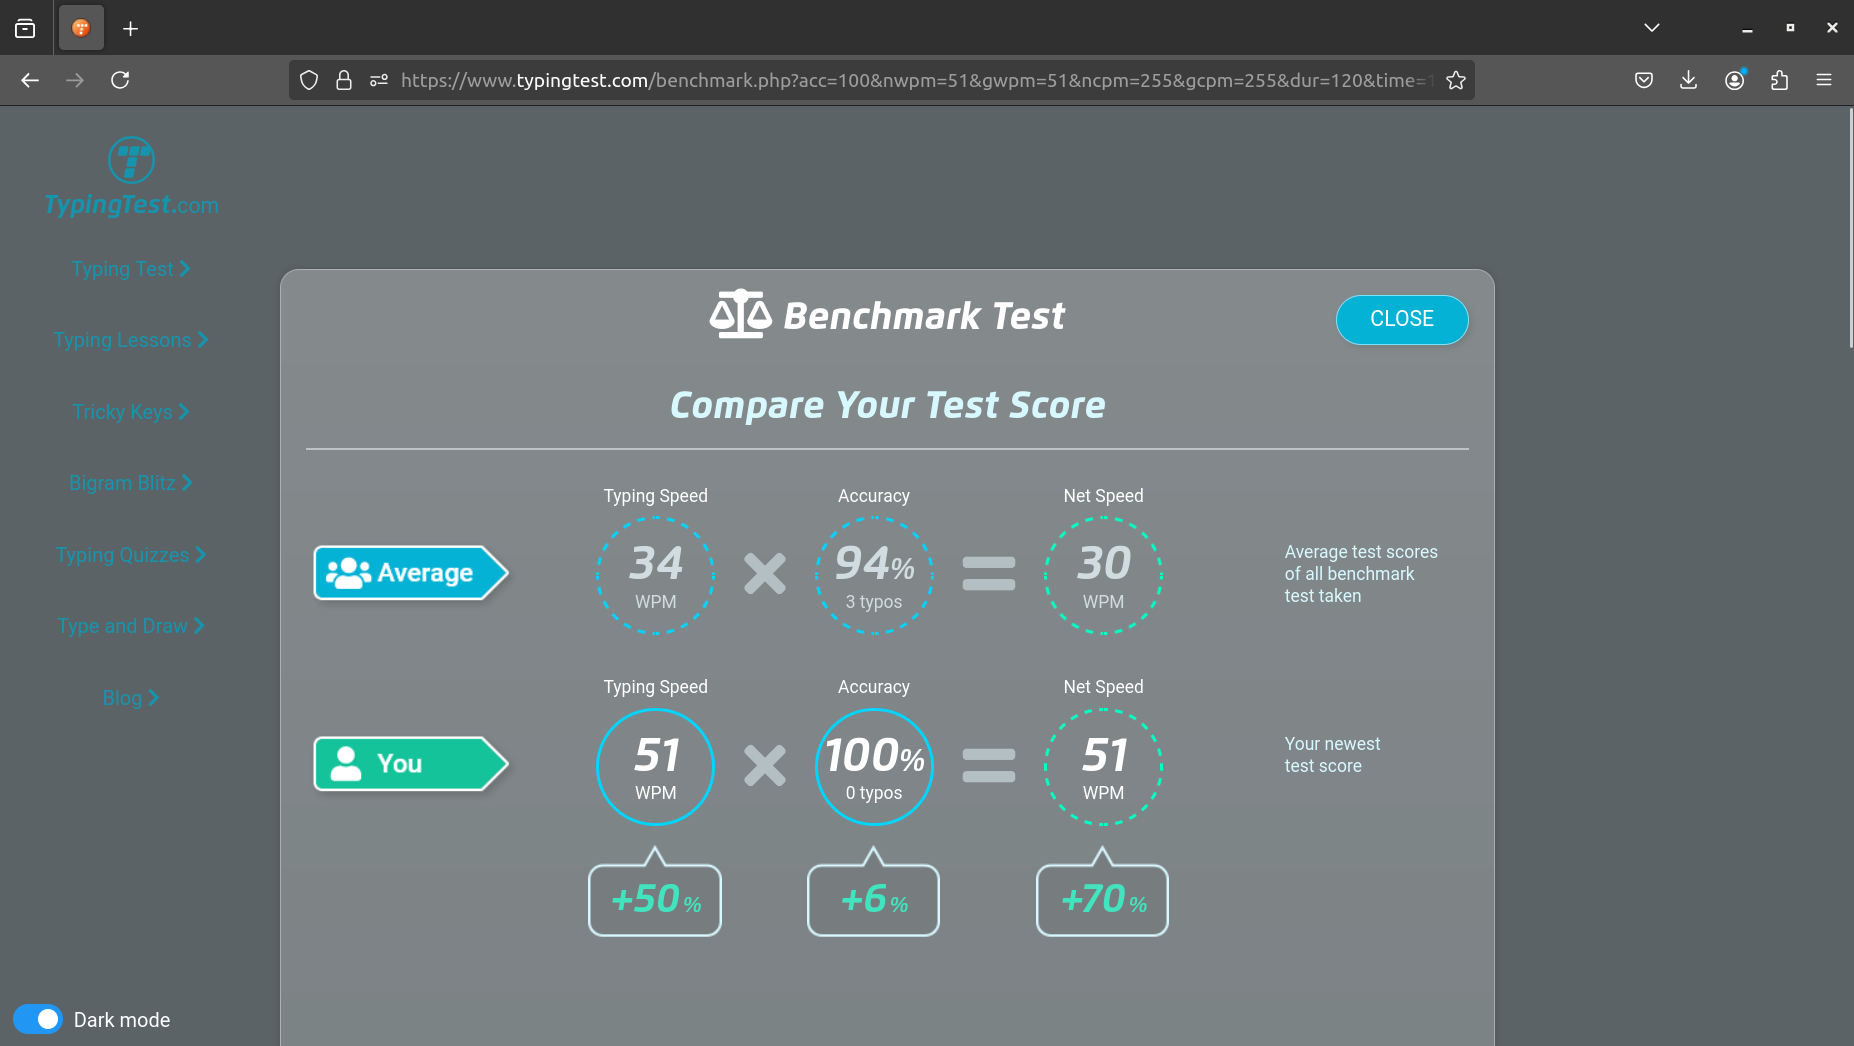 https://www.typingtest.com/benchmark.php?acc=100&nwpm=51&gwpm=51&ncpm=255&gcpm=255&dur=120&time=1
TypingTest.com
Typing Test
Typing Lessons
Tricky Keys
Bigram Blitz
Typing Quizzes
Type and Draw
Blog
Dark mode
Benchmark Test
CLOSE
Compare Your Test Score
Typing Speed Accuracy Net Speed
Average
34 WPM
94% 3 typos
30 WPM
Average test scores
of all benchmark
test taken
Typing Speed Accuracy Net Speed
You
51 WPM
100% 0 typos
51 WPM
Your newest
test score
+50 % +6 % +70 %